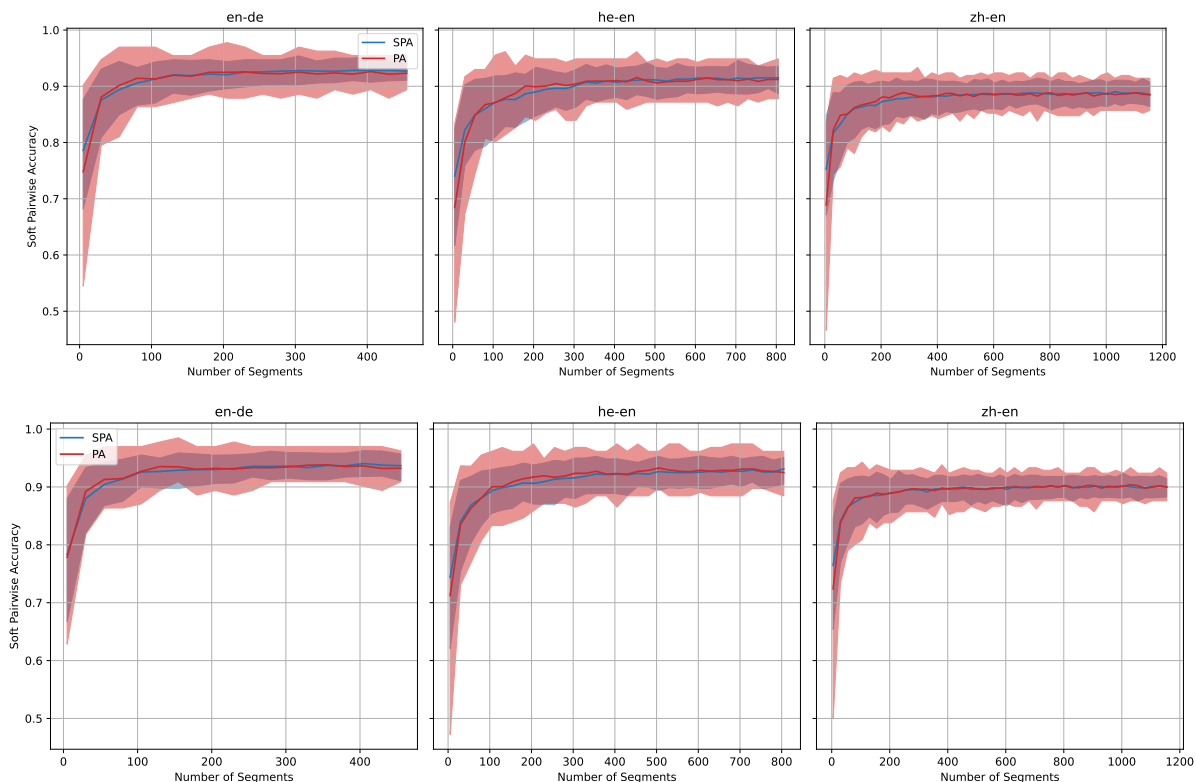 en-de
he-en
zh-en
1.0
0.9
0.8
0.7
0.6
0.5
Soft Pairwise Accuracy
SPA
PA
0 100 200 300 400
0 100 200 300 400 500 600 700 800
0 200 400 600 800 1000 1200
Number of Segments
Number of Segments
Number of Segments
en-de
he-en
zh-en
1.0
0.9
0.8
0.7
0.6
0.5
Soft Pairwise Accuracy
SPA
PA
0 100 200 300 400
0 100 200 300 400 500 600 700 800
0 200 400 600 800 1000 1200
Number of Segments
Number of Segments
Number of Segments